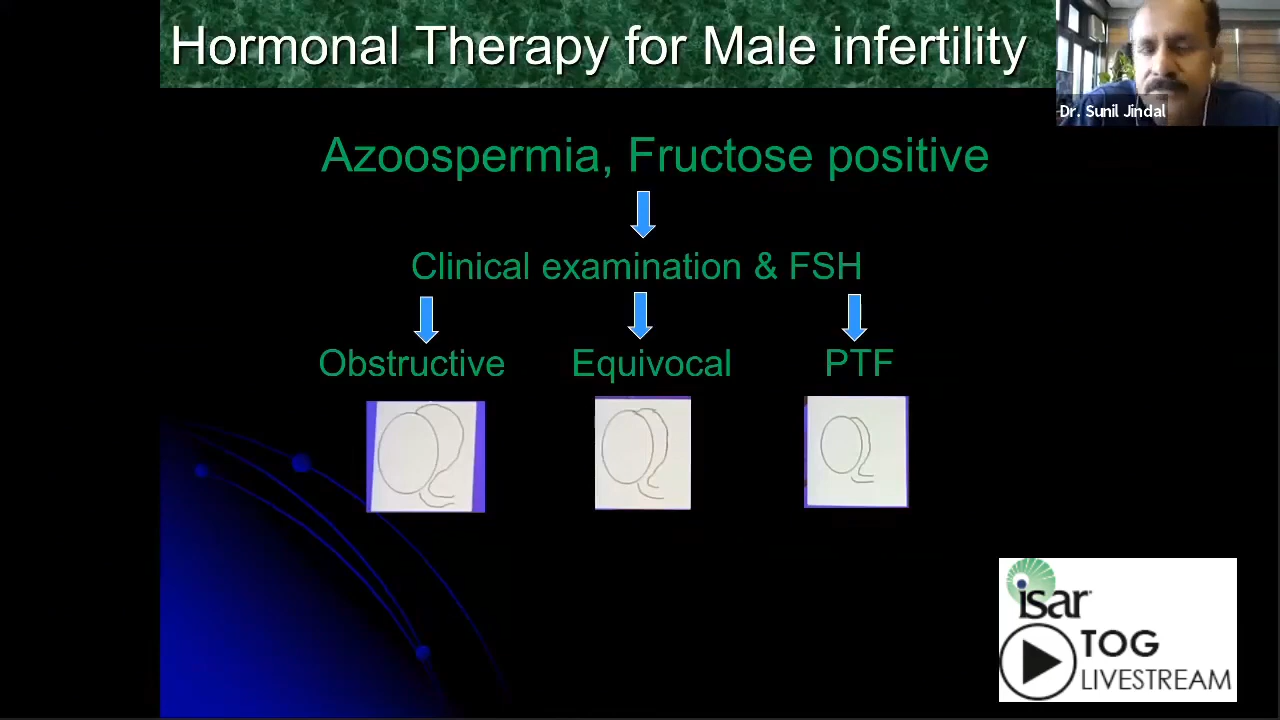 Hormonal Therapy for Male infertility
Dr. Sunil Jindal
Azoospermia, Fructose positive
Clinical examination & FSH
Obstructive
Equivocal
PTF
isar
TOG
LIVESTREAM